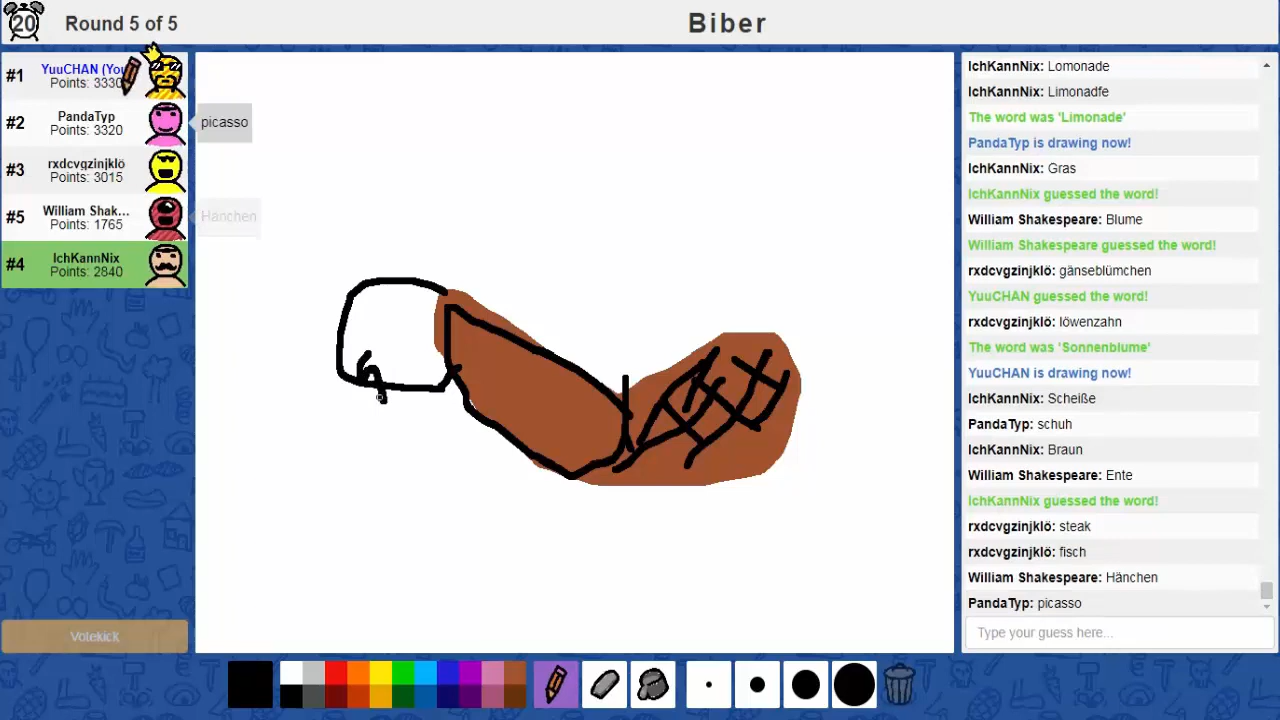 20
Round 5 of 5
Biber
#1
YuuCHAN (You
Points: 3330
#2
PandaTyp
Points: 3320
#3
rxdcvgzinjklö
Points: 3015
#5
William Shak...
Points: 1765
#4
IchKannNix
Points: 2840
Votekick
picasso
Hänchen
IchKannNix: Lomonade
IchKannNix: Limonadfe
The word was 'Limonade'
PandaTyp is drawing now!
IchKannNix: Gras
IchKannNix guessed the word!
William Shakespeare: Blume
William Shakespeare guessed the word!
rxdcvgzinjklö: gänseblümchen
YuuCHAN guessed the word!
rxdcvgzinjklö: löwenzahn
The word was 'Sonnenblume'
YuuCHAN is drawing now!
IchKannNix: Scheiße
PandaTyp: schuh
IchKannNix: Braun
William Shakespeare: Ente
IchKannNix guessed the word!
rxdcvgzinjklö: steak
rxdcvgzinjklö: fisch
William Shakespeare: Hänchen
PandaTyp: picasso
Type your guess here...